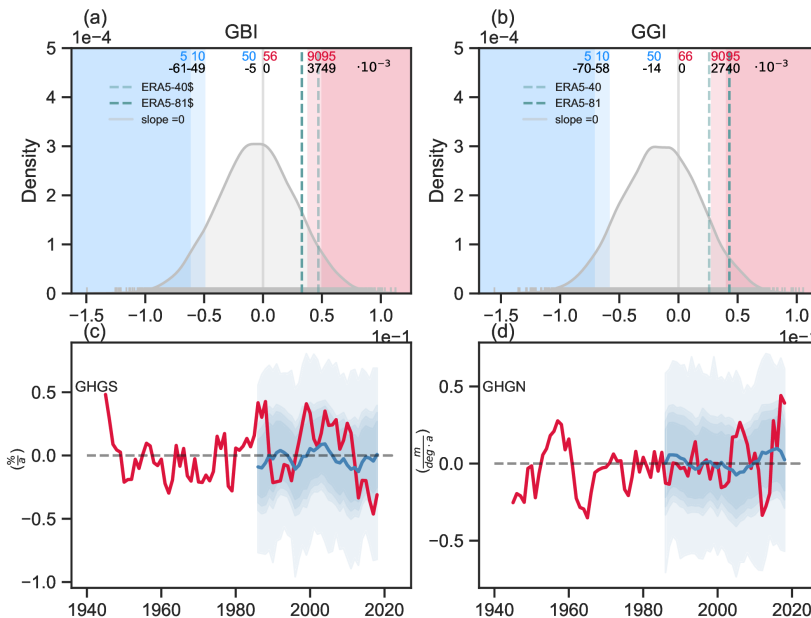 (a) GBI
1e−4
5 10 50 56 9095
-61-49 -5 0 3749 ·10⁻³
ERA5-40$
ERA5-81$
slope =0
Density
5
4
3
2
1
0
−1.5 −1.0 −0.5 0.0 0.5 1.0
1e−1
(b) GGI
1e−4
5 10 50 66 9095
-70-58 -14 0 2740 ·10⁻³
ERA5-40
ERA5-81
slope =0
Density
5
4
3
2
1
0
−1.5 −1.0 −0.5 0.0 0.5 1.0
(c)
GHGS
(%/a)
0.5
0.0
−0.5
−1.0
1940 1960 1980 2000 2020
(d)
GHGN
(m/deg·a)
0.5
0.0
−0.5
1940 1960 1980 2000 2020